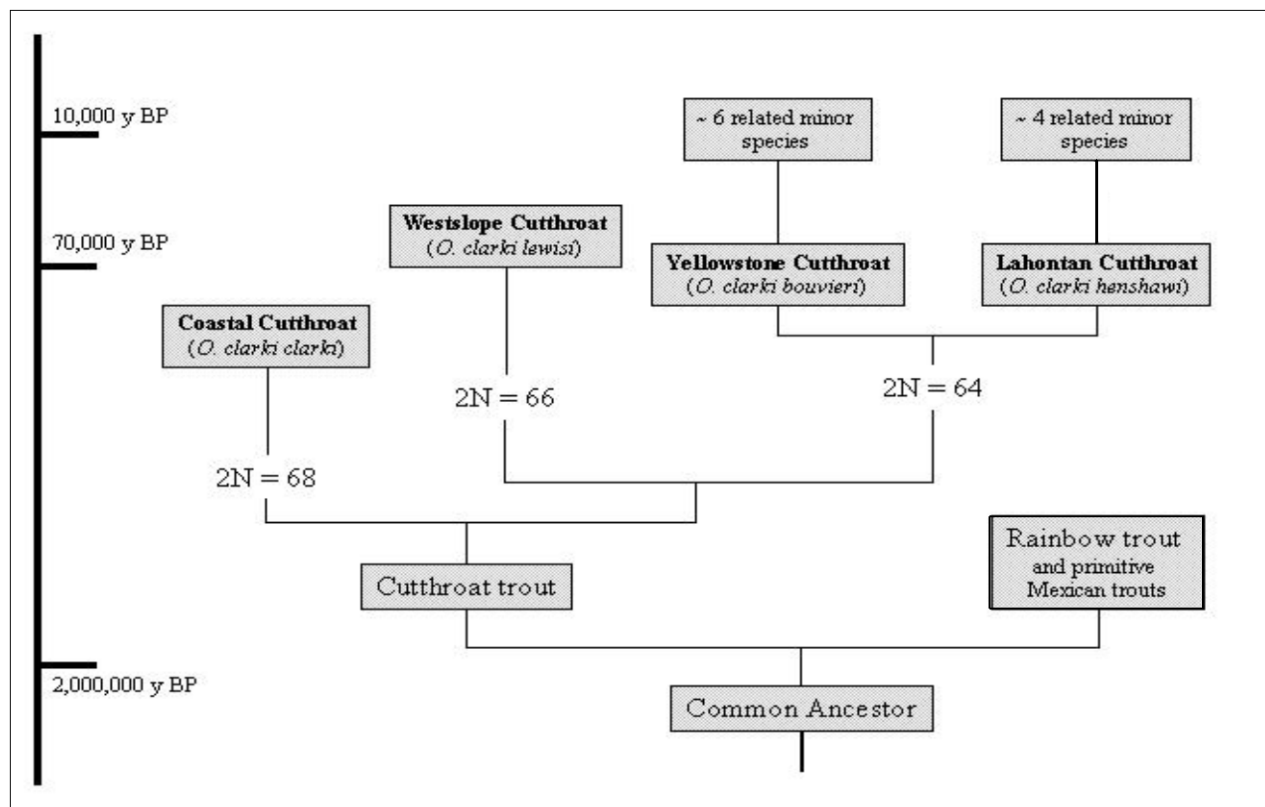 10,000 y BP
~ 6 related minor
species
~ 4 related minor
species
70,000 y BP
Westslope Cutthroat
(O. clarki lewisi)
Yellowstone Cutthroat
(O. clarki bouvieri)
Lahontan Cutthroat
(O. clarki henshawi)
Coastal Cutthroat
(O. clarki clarki)
2N = 66
2N = 64
2N = 68
Rainbow trout
and primitive
Mexican trouts
Cutthroat trout
2,000,000 y BP
Common Ancestor